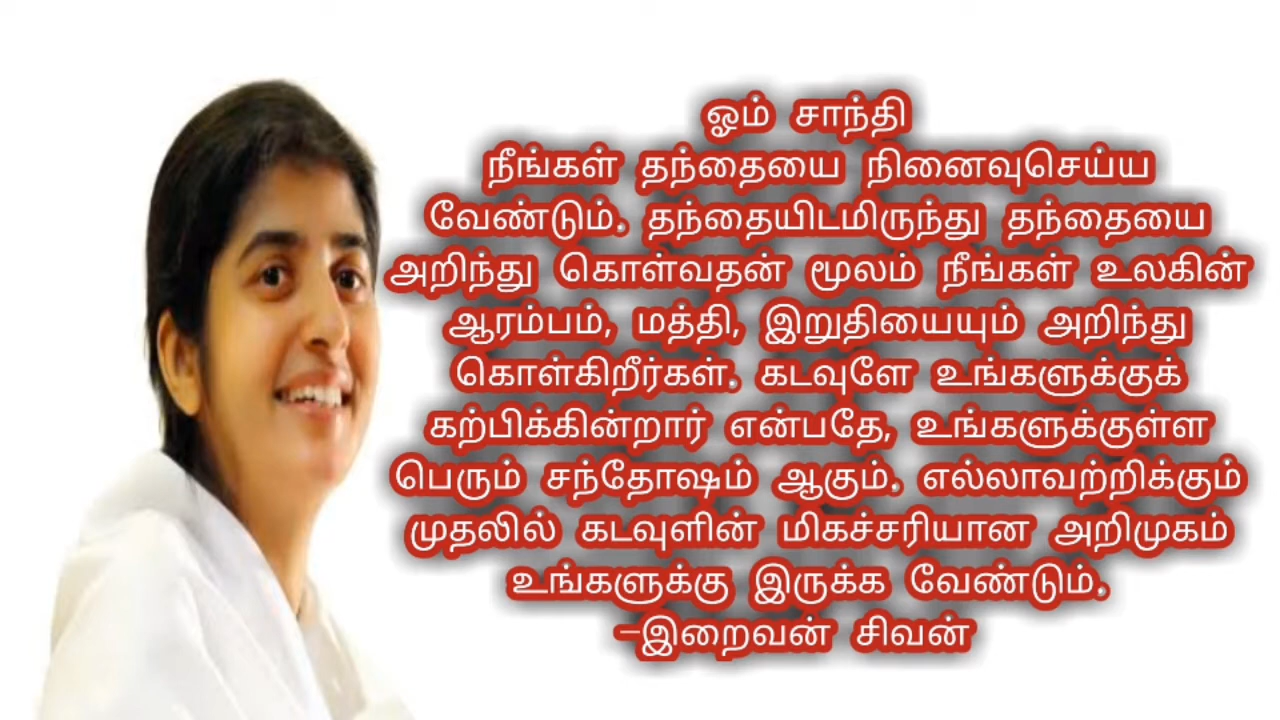 ஓம் சாந்தி
நீங்கள் தந்தையை நினைவுசெய்ய
வேண்டும். தந்தையிடமிருந்து தந்தையை
அறிந்து கொள்வதன் மூலம் நீங்கள் உலகின்
ஆரம்பம், மத்தி, இறுதியையும் அறிந்து
கொள்கிறீர்கள். கடவுளே உங்களுக்குக்
கற்பிக்கின்றார் என்பதே, உங்களுக்குள்ள
பெரும் சந்தோஷம் ஆகும். எல்லாவற்றிக்கும்
முதலில் கடவுளின் மிகச்சரியான அறிமுகம்
உங்களுக்கு இருக்க வேண்டும்.
-இறைவன் சிவன்